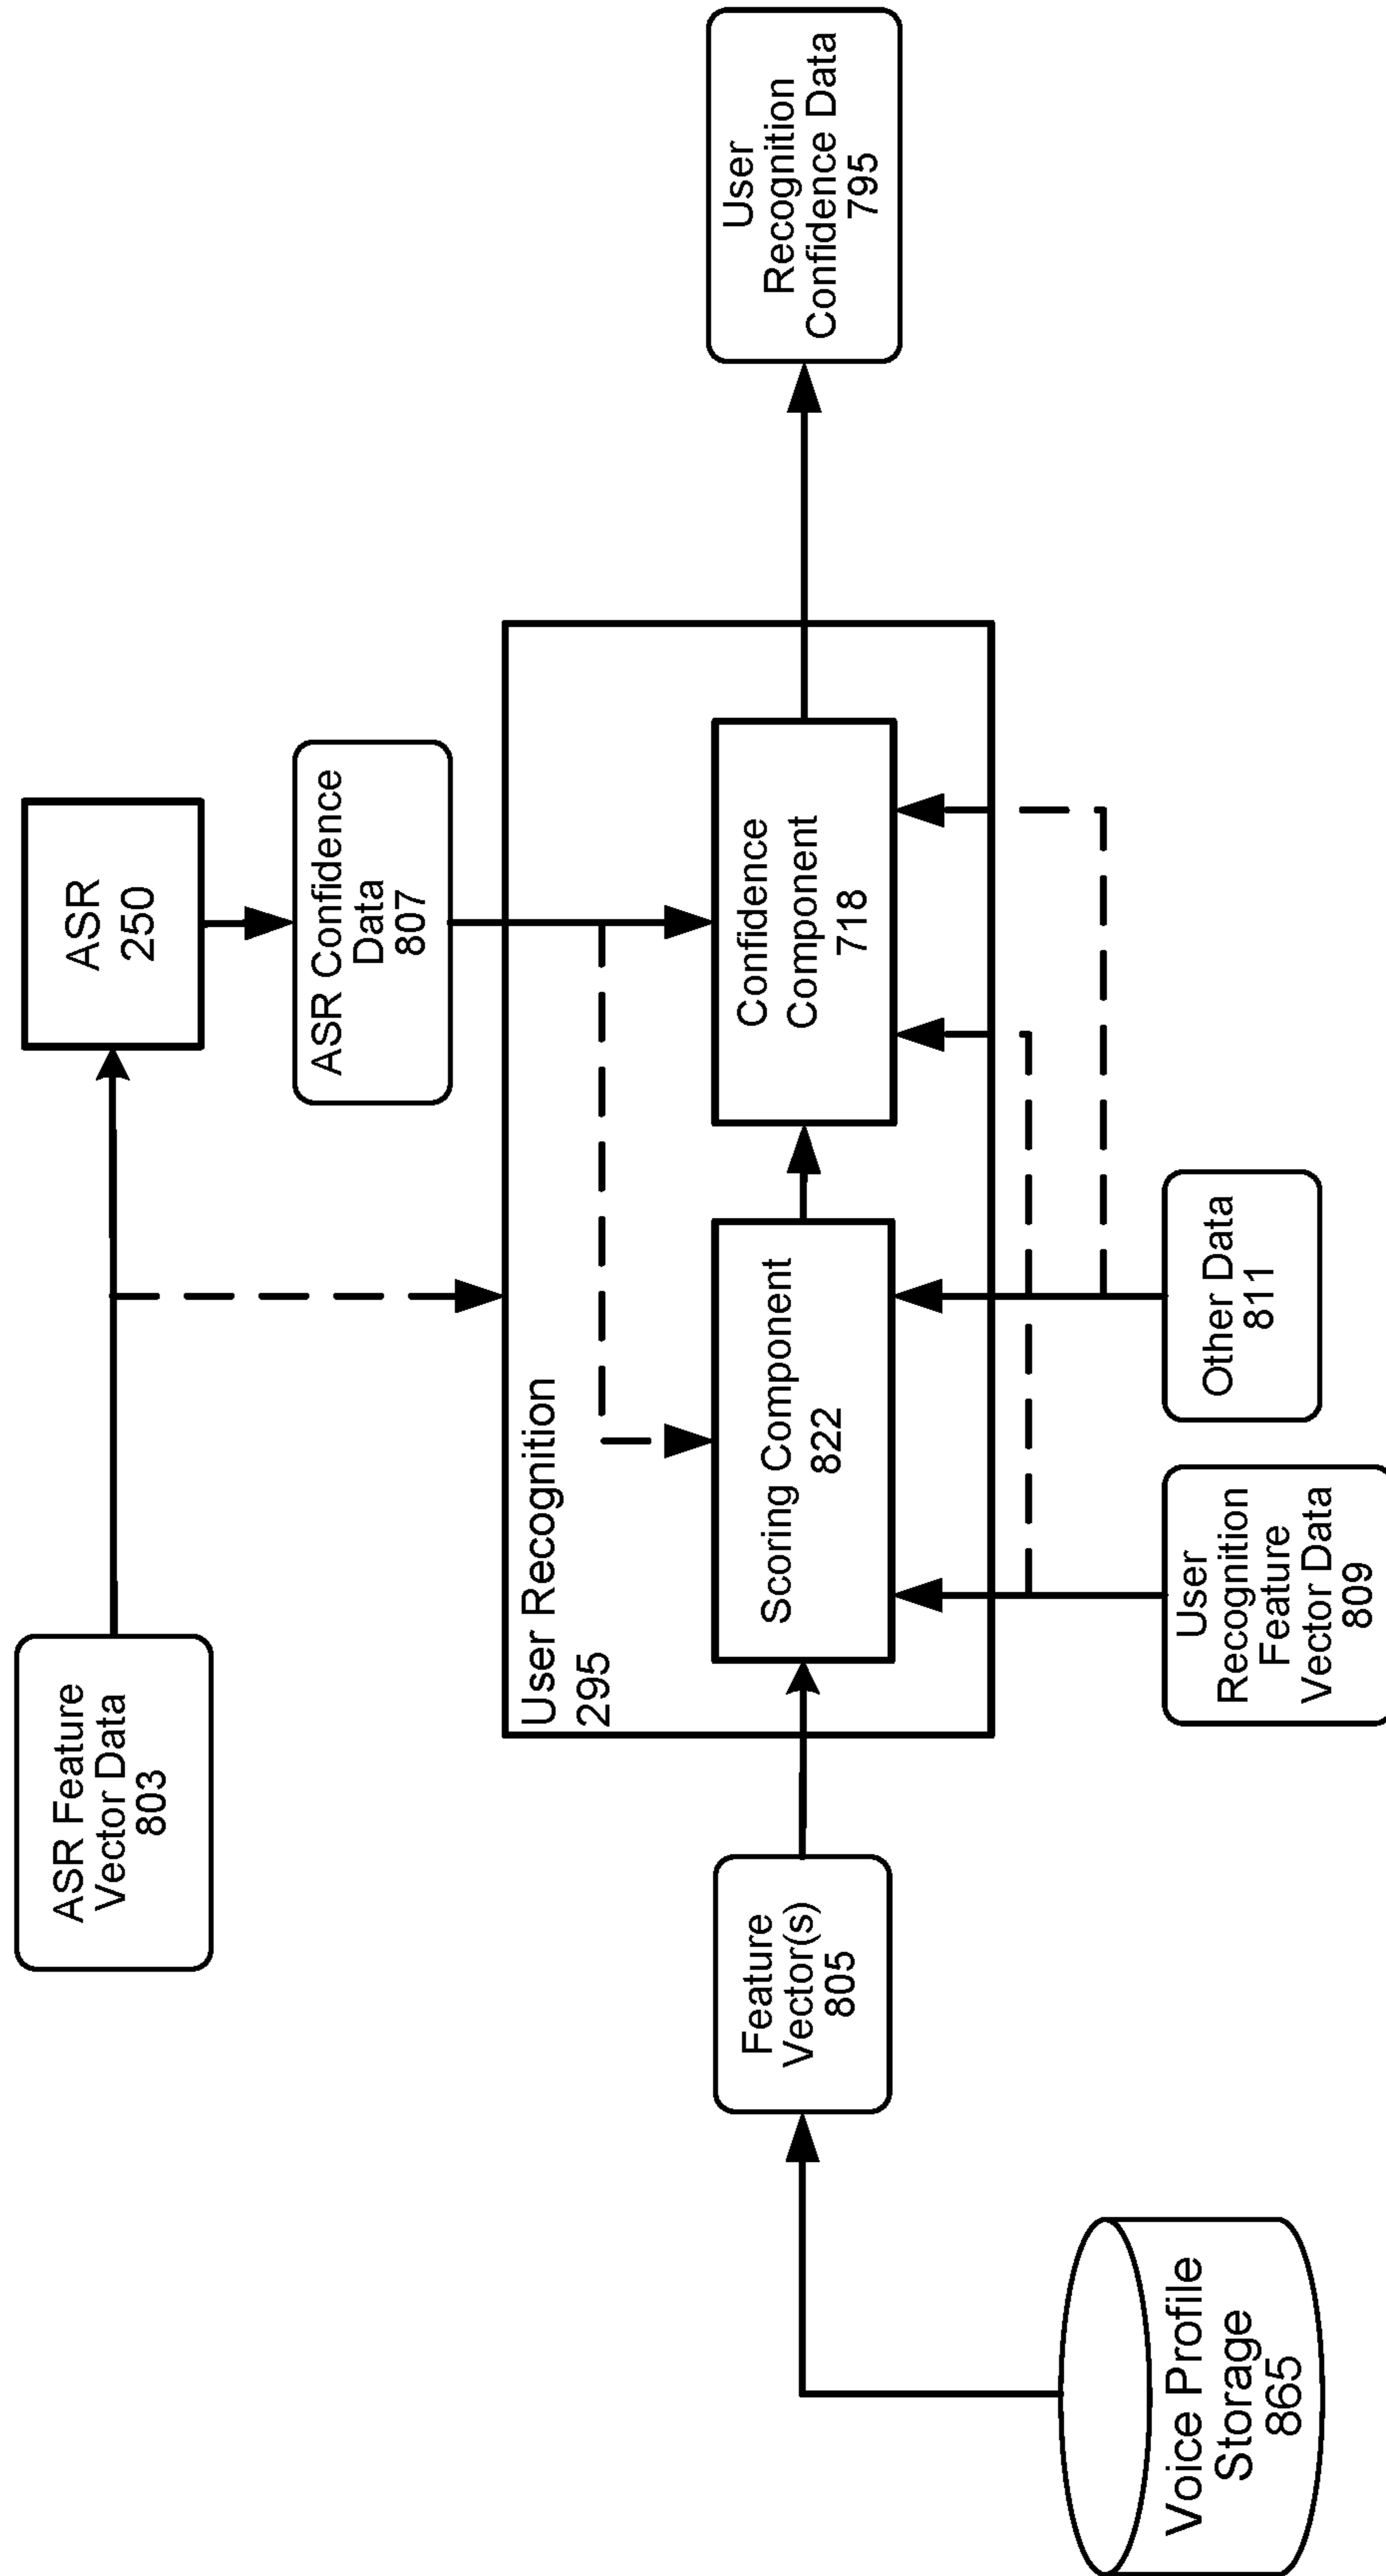 ASR Feature
Vector Data
803
ASR
250
ASR Confidence
Data
807
User Recognition
295
Voice Profile
Storage
865
Feature
Vector(s)
805
Scoring Component
822
Confidence
Component
718
User
Recognition
Confidence Data
795
User
Recognition
Feature
Vector Data
809
Other Data
811